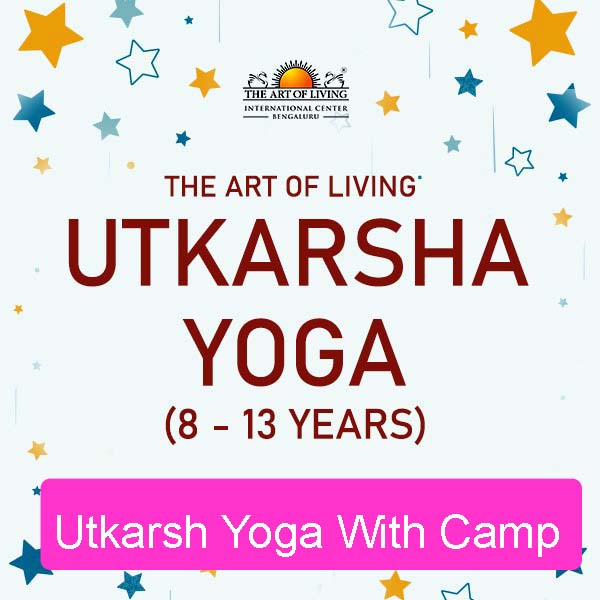 THE ART OF LIVING®
INTERNATIONAL CENTER
BENGALURU
THE ART OF LIVING
UTKARSHA
YOGA
(8 - 13 YEARS)
Utkarsh Yoga With Camp